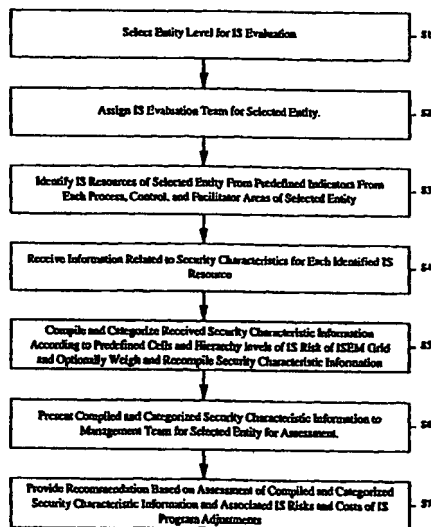 Select Entity Level for IS Evaluation
S1
Assign IS Evaluation Team for Selected Entity.
S2
Identify IS Resources of Selected Entity From Predefined Indicators From
Each Process, Control, and Facilitator Areas of Selected Entity
S3
Receive Information Related to Security Characteristics for Each Identified IS
Resource
S4
Compile and Categorize Received Security Characteristic Information
According to Predefined Cells and Hierarchy levels of IS Risk of ISEM Grid
and Optionally Weigh and Recompile Security Characteristic Information
S5
Present Compiled and Categorized Security Characteristic Information to
Management Team for Selected Entity for Assessment.
S6
Provide Recommendation Based on Assessment of Compiled and Categorized
Security Characteristic Information and Associated IS Risks and Costs of IS
Program Adjustments
S7